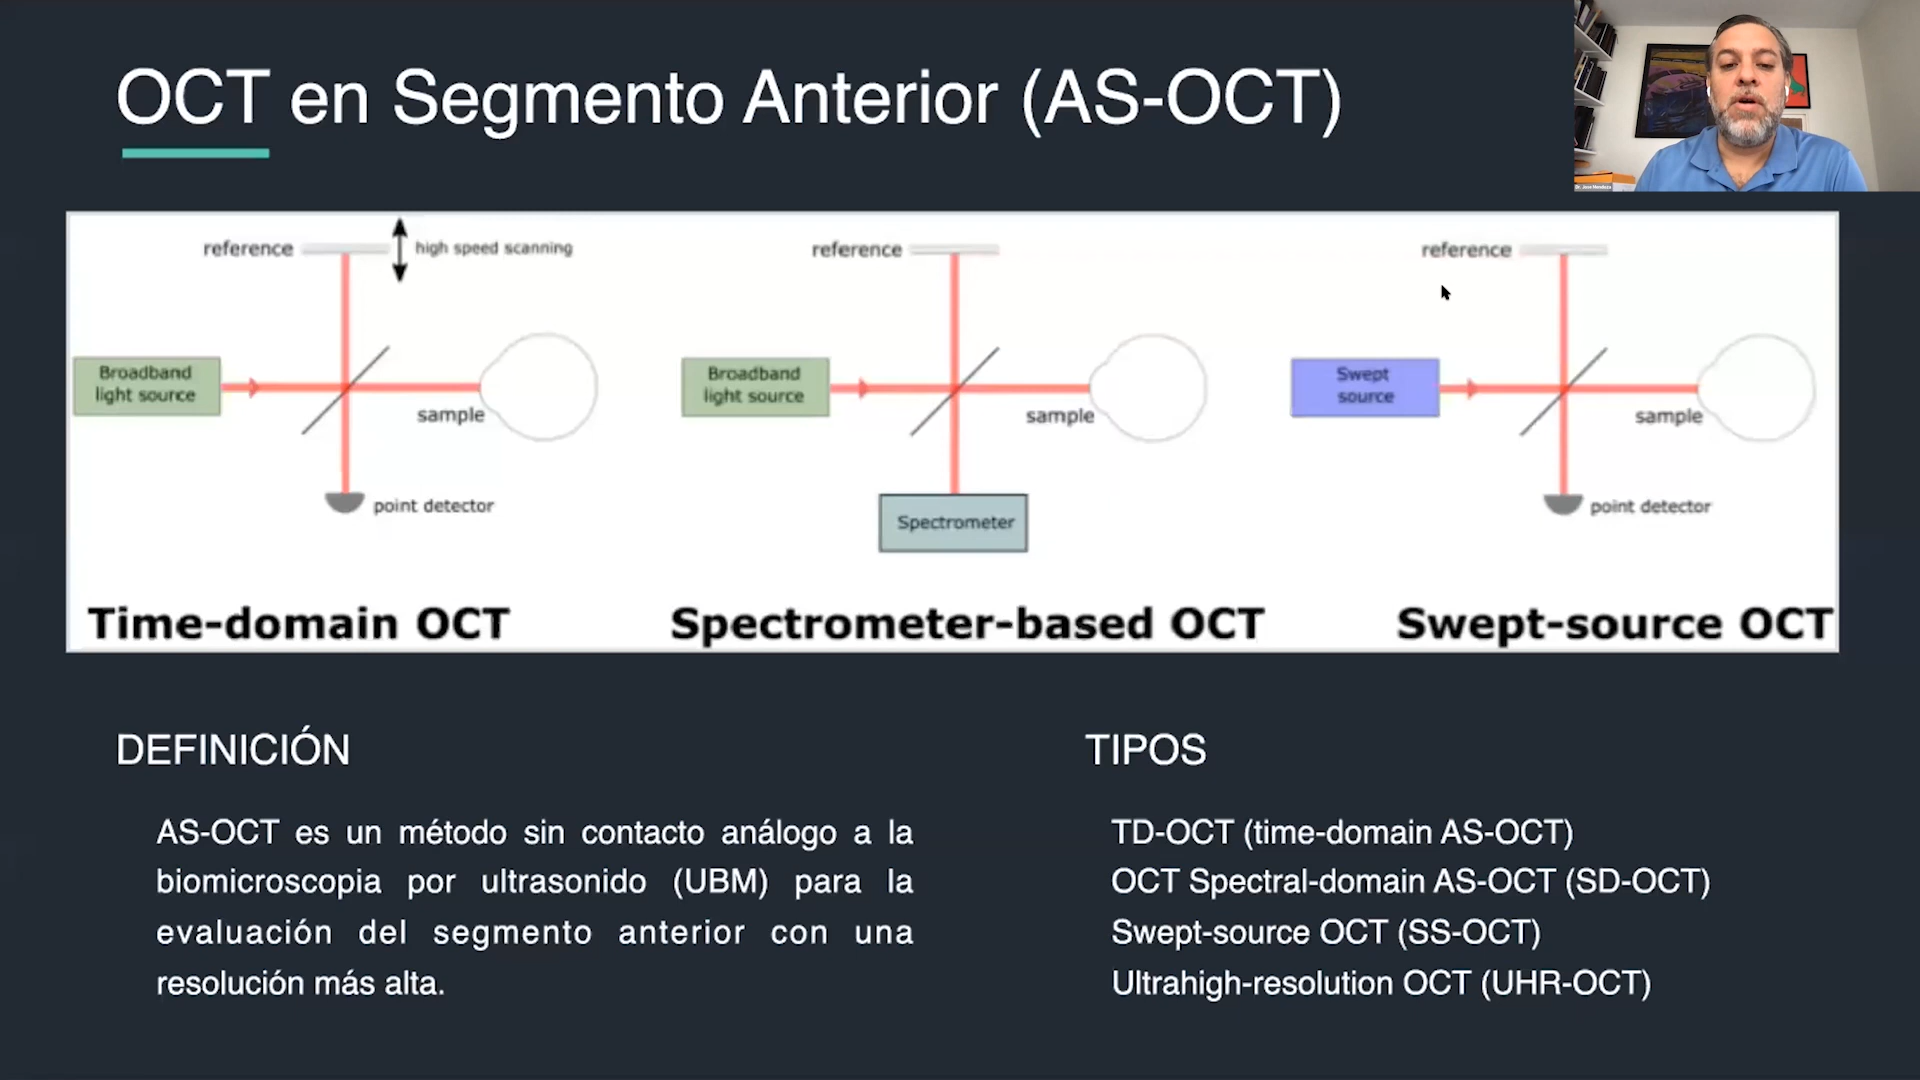 OCT en Segmento Anterior (AS-OCT)
Dr. Jose Mendoza
reference
high speed scanning
Broadband
light source
sample
point detector
Time-domain OCT
reference
Broadband
light source
sample
Spectrometer
Spectrometer-based OCT
reference
Swept
source
sample
point detector
Swept-source OCT
DEFINICIÓN
AS-OCT es un método sin contacto análogo a la
biomicroscopia por ultrasonido (UBM) para la
evaluación del segmento anterior con una
resolución más alta.
TIPOS
TD-OCT (time-domain AS-OCT)
OCT Spectral-domain AS-OCT (SD-OCT)
Swept-source OCT (SS-OCT)
Ultrahigh-resolution OCT (UHR-OCT)